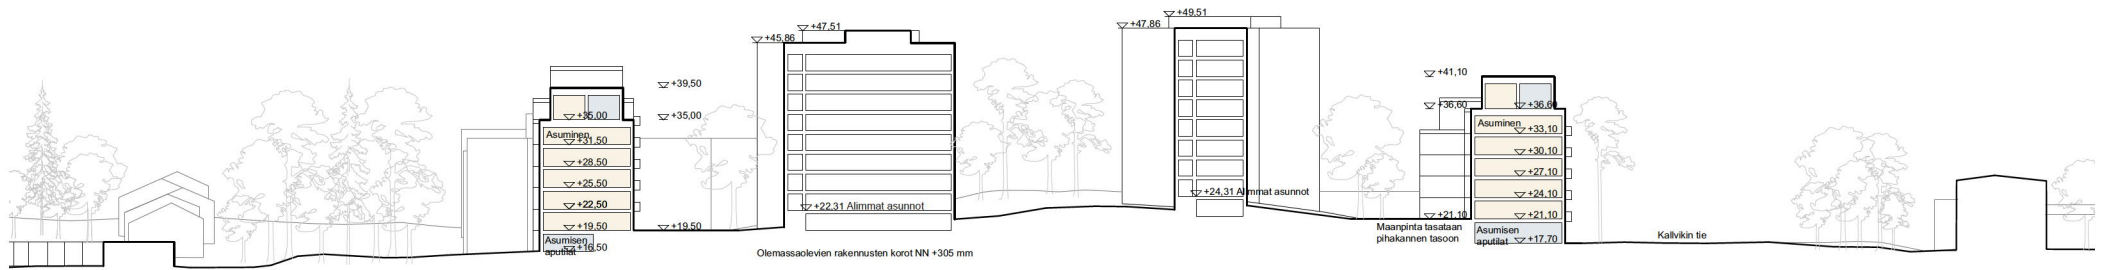 +39,50
+35,00
+35,00
Asuminen
+31,50
+28,50
+25,50
+22,50
+19,50
+19,50
Asumisen
aputilat +16,50
+47,51
+45,86
+22,31 Alimmat asunnot
Olemassaolevien rakennusten korot NN +305 mm
+49,51
+47,86
+24,31 Alimmat asunnot
+41,10
+36,60
+36,60
Asuminen
+33,10
+30,10
+27,10
+24,10
+21,10
+21,10
Maanpinta tasataan
pihakannen tasoon
Asumisen
aputilat +17,70
Kallvikin tie